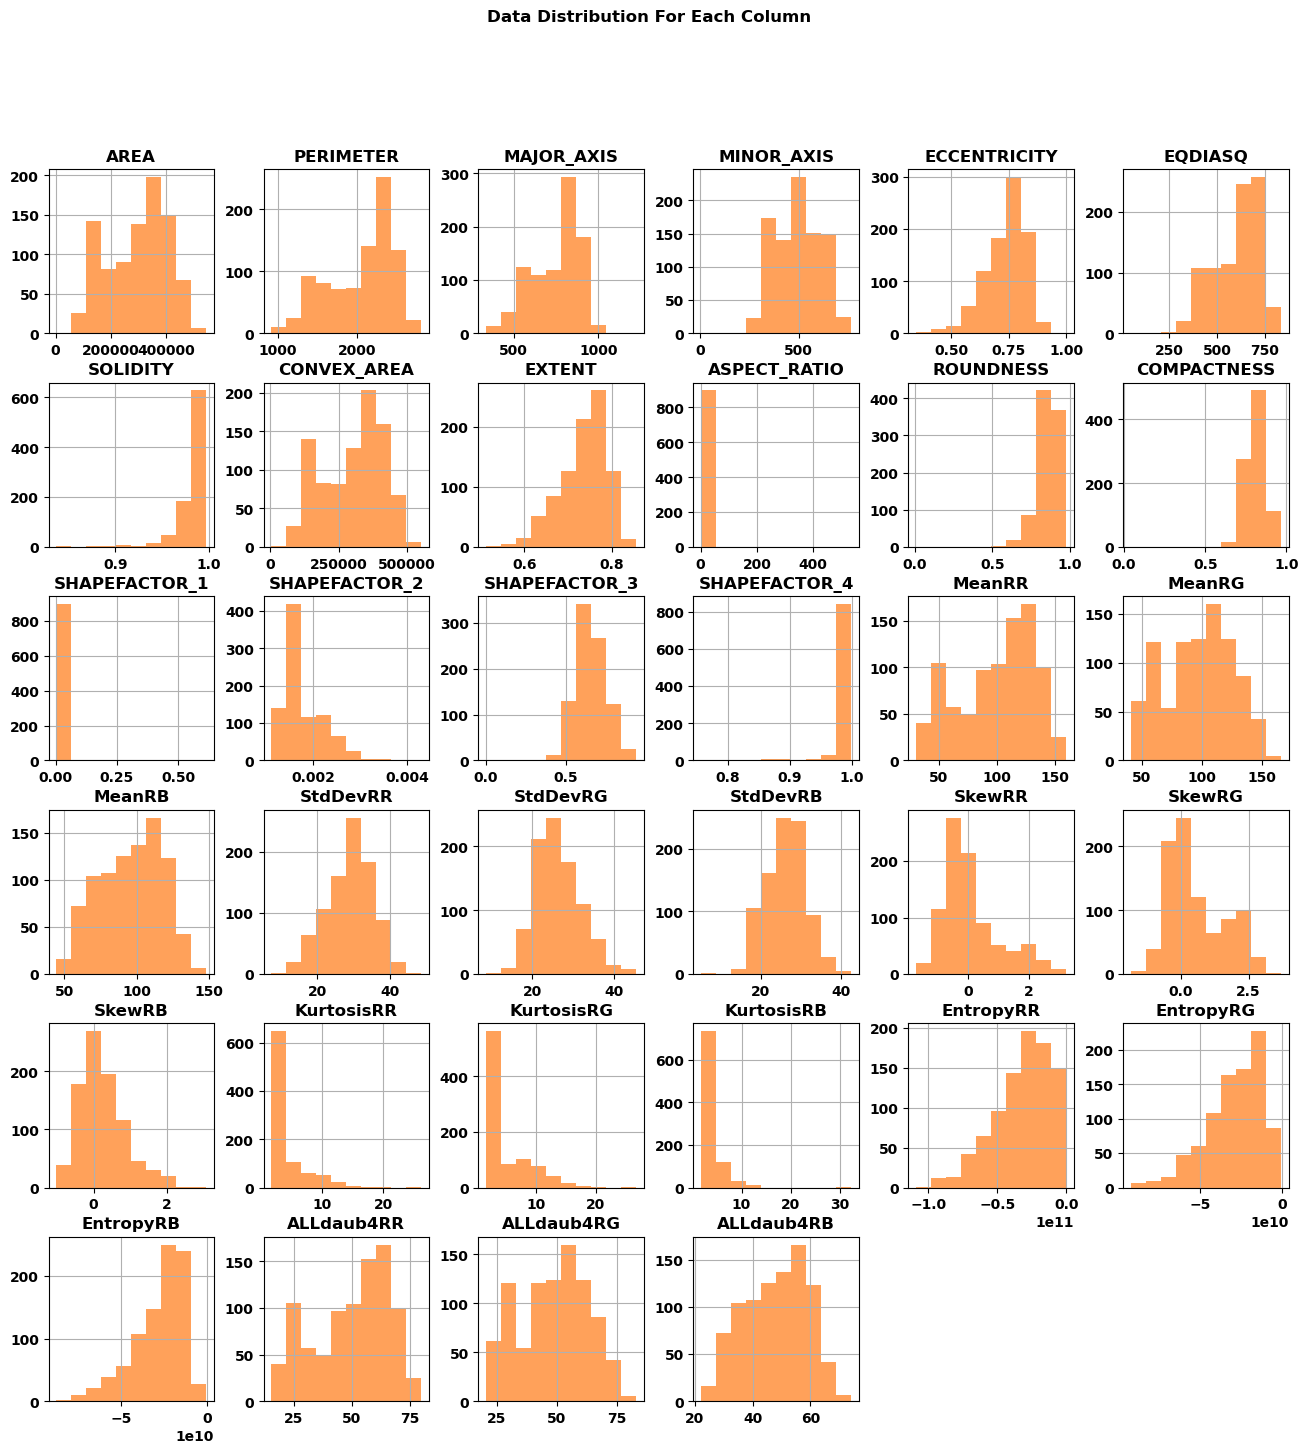 Data Distribution For Each Column
AREA
200
150
100
50
0
0 200000 400000
PERIMETER
200
100
0
1000 2000
MAJOR_AXIS
300
200
100
0
500 1000
MINOR_AXIS
200
150
100
50
0
0 500
ECCENTRICITY
300
200
100
0
0.50 0.75 1.00
EQDIASQ
200
100
0
250 500 750
SOLIDITY
600
400
200
0
0.9 1.0
CONVEX_AREA
200
150
100
50
0
0 250000 500000
EXTENT
200
100
0
0.6 0.8
ASPECT_RATIO
800
600
400
200
0
0 200 400
ROUNDNESS
400
300
200
100
0
0.0 0.5 1.0
COMPACTNESS
400
200
0
0.0 0.5 1.0
SHAPEFACTOR_1
800
600
400
200
0
0.00 0.25 0.50
SHAPEFACTOR_2
400
300
200
100
0
0.002 0.004
SHAPEFACTOR_3
300
200
100
0
0.0 0.5
SHAPEFACTOR_4
800
600
400
200
0
0.8 0.9 1.0
MeanRR
150
100
50
0
50 100 150
MeanRG
150
100
50
0
50 100 150
MeanRB
150
100
50
0
50 100 150
StdDevRR
200
100
0
20 40
StdDevRG
200
100
0
20 40
StdDevRB
200
100
0
20 40
SkewRR
200
100
0
0 2
SkewRG
200
100
0
0.0 2.5
SkewRB
200
100
0
0 2
KurtosisRR
600
400
200
0
10 20
KurtosisRG
400
200
0
10 20
KurtosisRB
600
400
200
0
10 20 30
EntropyRR
200
150
100
50
0
−1.0 −0.5 0.0
1e11
EntropyRG
200
150
100
50
0
−5 0
1e10
EntropyRB
200
100
0
−5 0
1e10
ALLdaub4RR
150
100
50
0
25 50 75
ALLdaub4RG
150
100
50
0
25 50 75
ALLdaub4RB
150
100
50
0
20 40 60